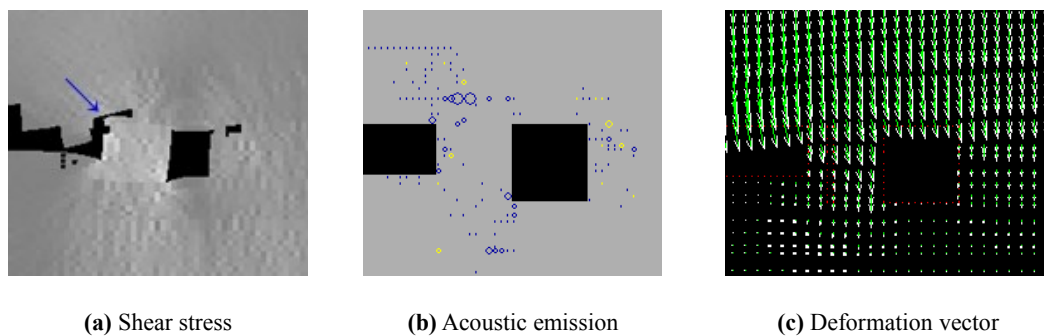 (a) Shear stress
(b) Acoustic emission
(c) Deformation vector